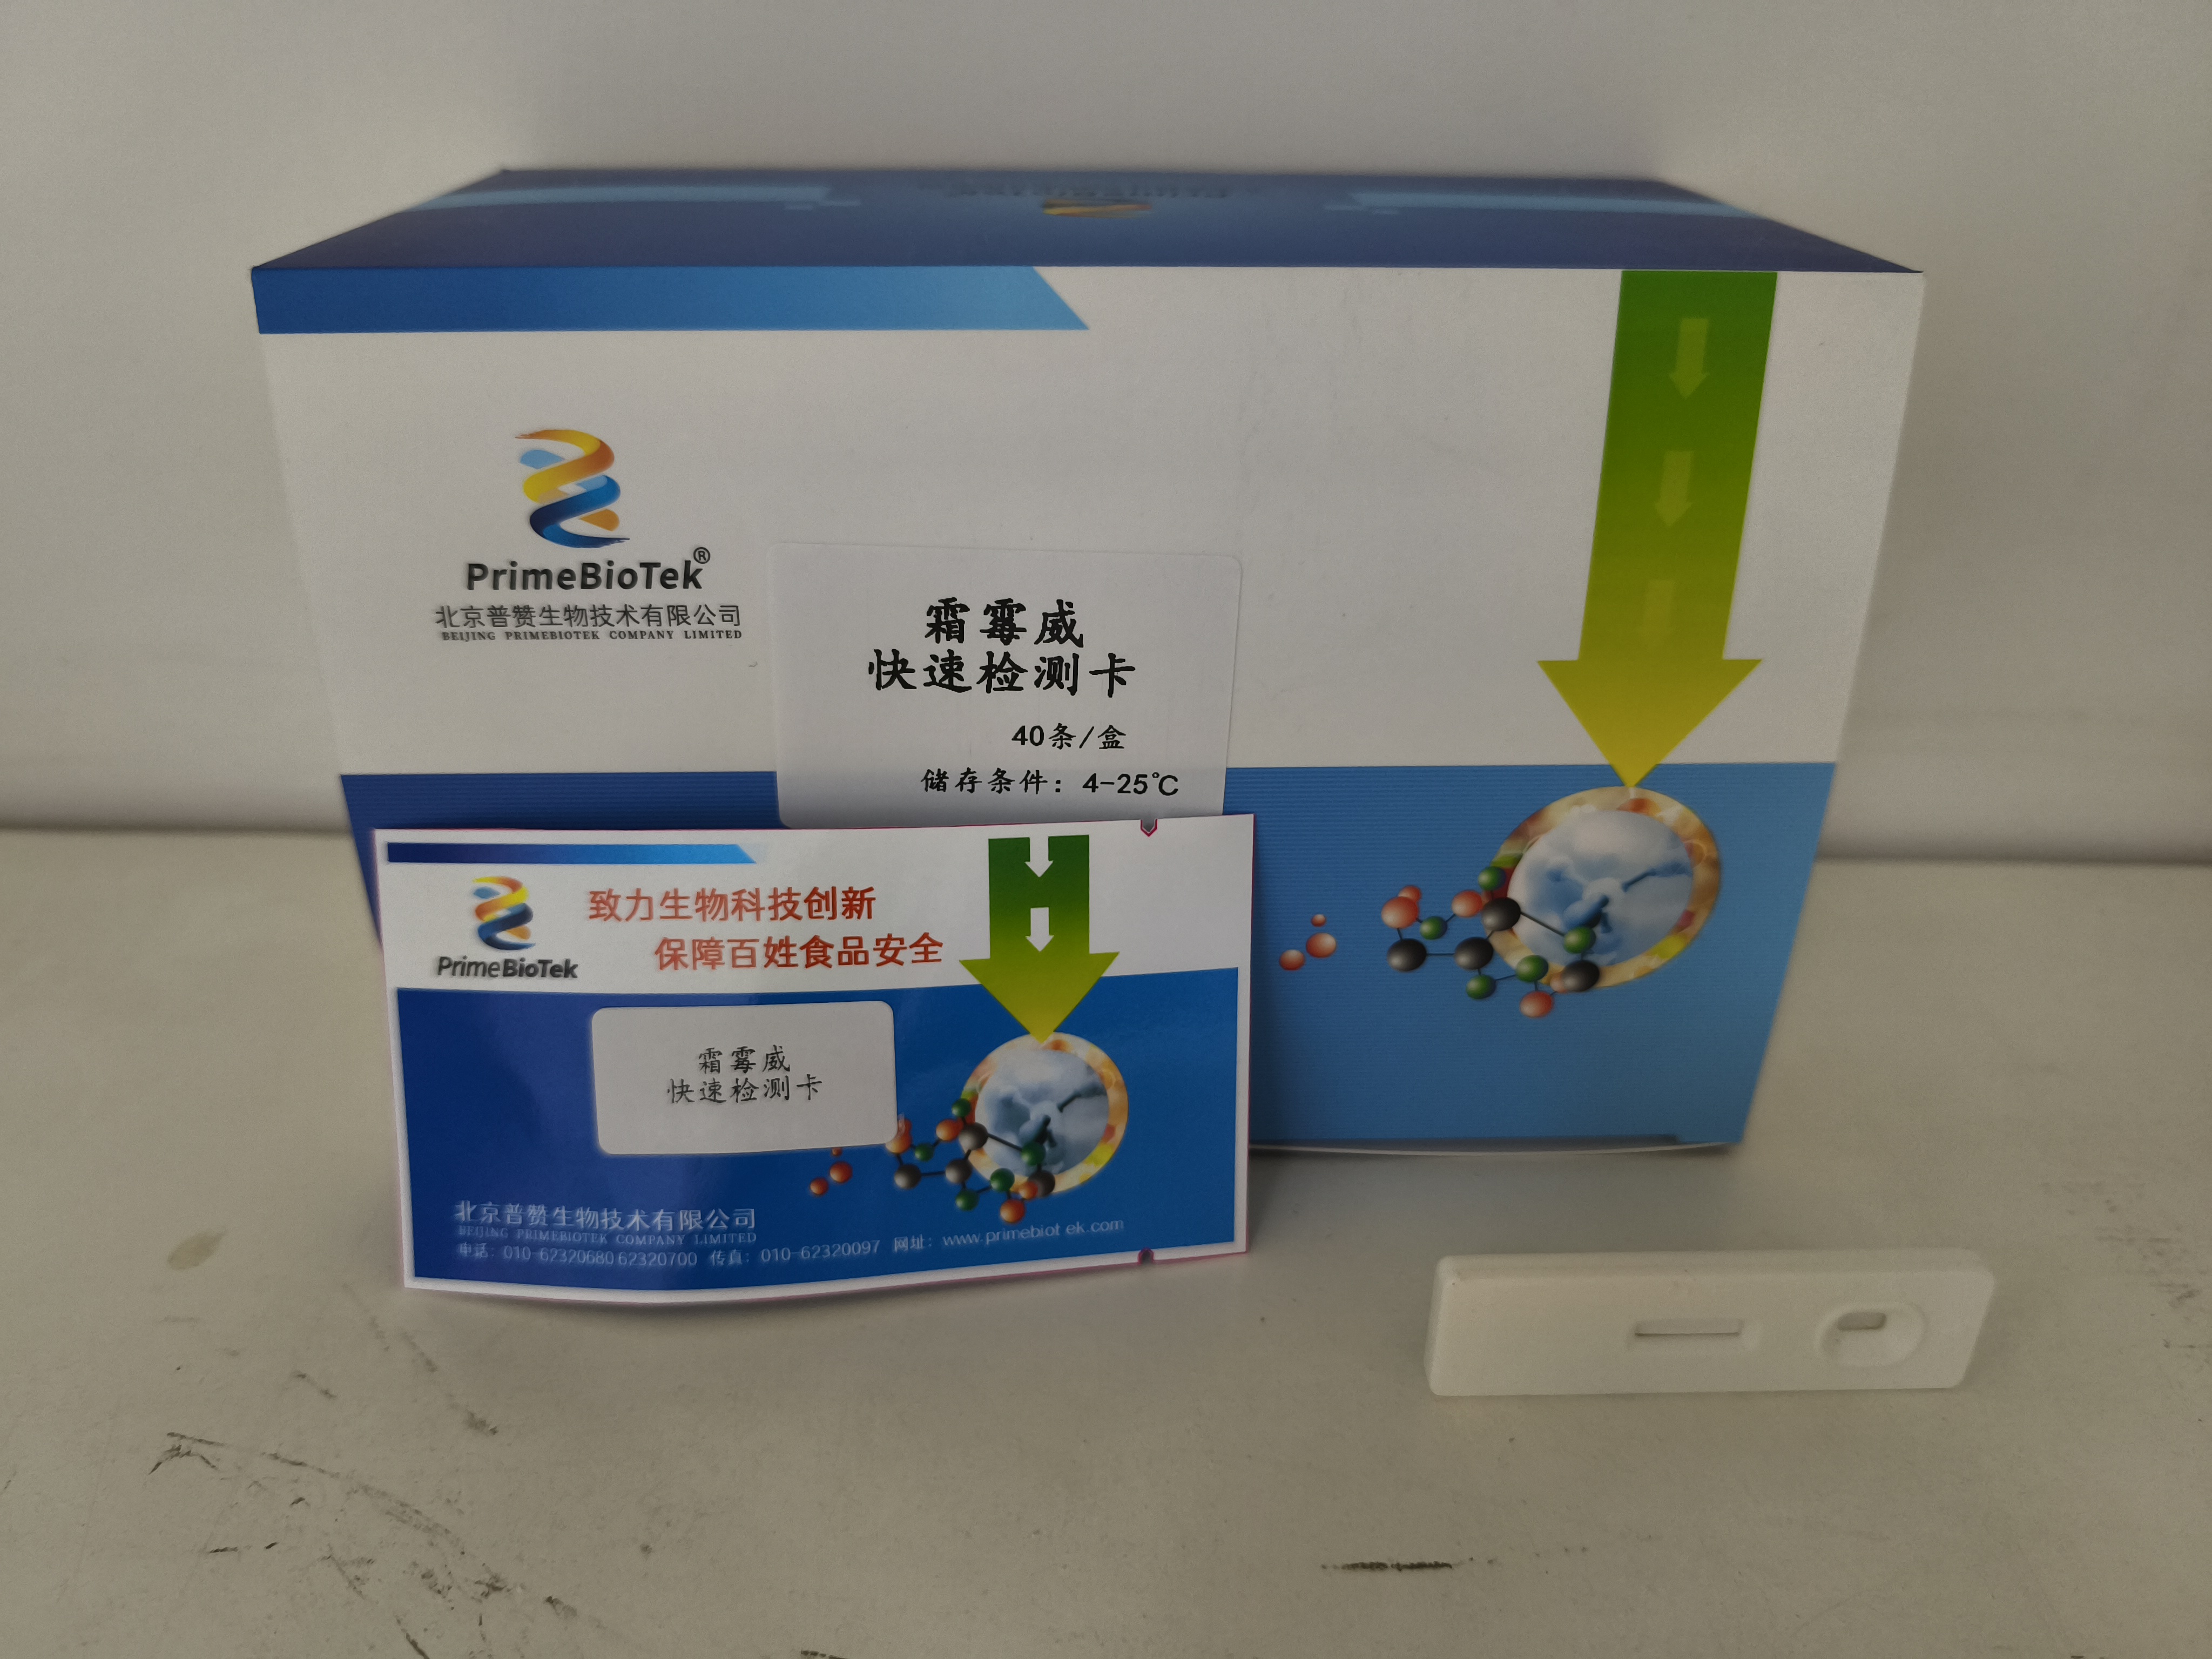 PrimeBioTek®
北京普赞生物技术有限公司
BEIJING PRIMEBIOTEK COMPANY LIMITED
霜霉威
快速检测卡
40条/盒
储存条件：4-25℃
PrimeBioTek
致力生物科技创新
保障百姓食品安全
霜霉威
快速检测卡
北京普赞生物技术有限公司
BEIJING PRIMEBIOTEK COMPANY LIMITED
电话：010-62320680 62320700 传真：010-62320097 网址：www.primebiot ek.com